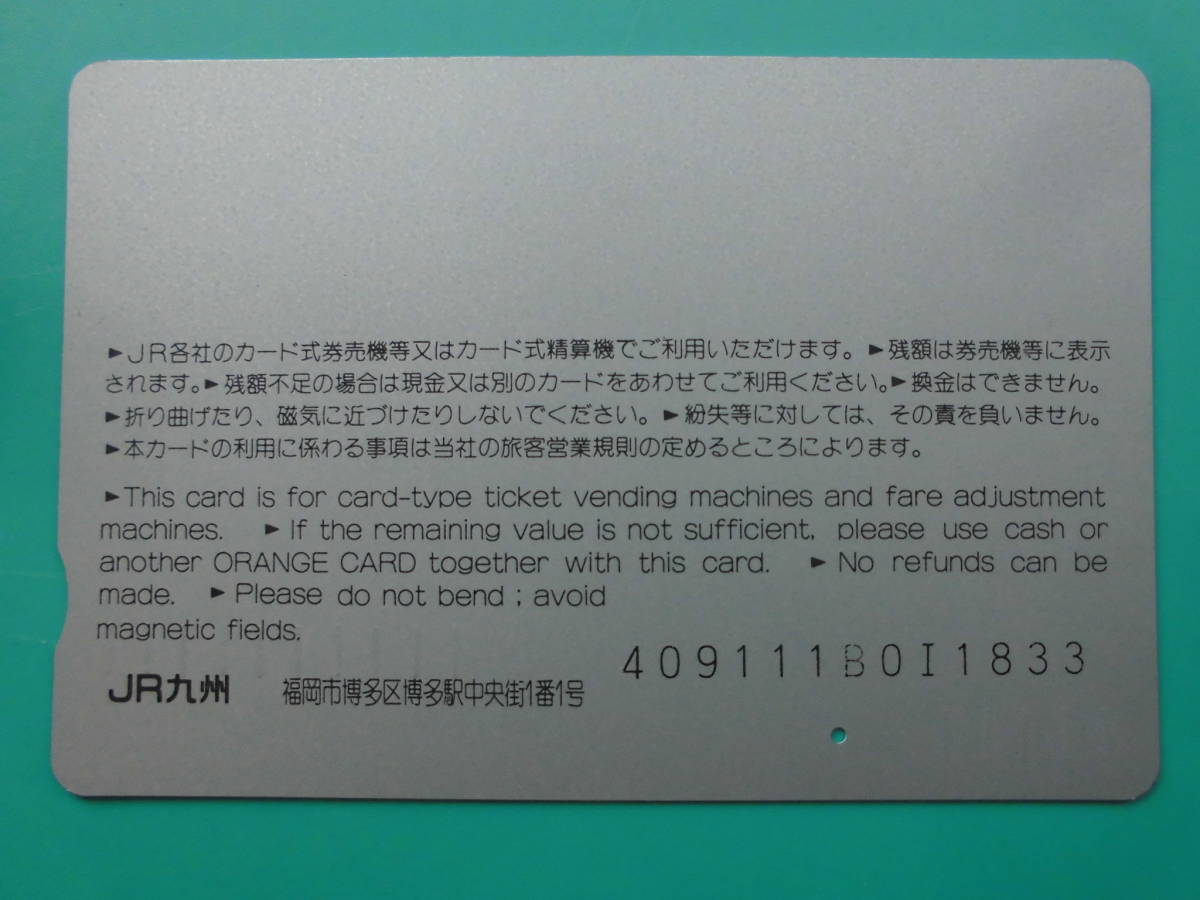 ►JR各社のカード式券売機等又はカード式精算機でご利用いただけます。►残額は券売機等に表示
されます。►残額不足の場合は現金又は別のカードをあわせてご利用ください。►換金はできません。
►折り曲げたり、磁気に近づけたりしないでください。►紛失等に対しては、その責を負いません。
►本カードの利用に係わる事項は当社の旅客営業規則の定めるところによります。
►This card is for card-type ticket vending machines and fare adjustment
machines. ►If the remaining value is not sufficient, please use cash or
another ORANGE CARD together with this card. ►No refunds can be
made. ►Please do not bend ; avoid
magnetic fields.
409111B0I1833
JR九州 福岡市博多区博多駅中央街1番1号